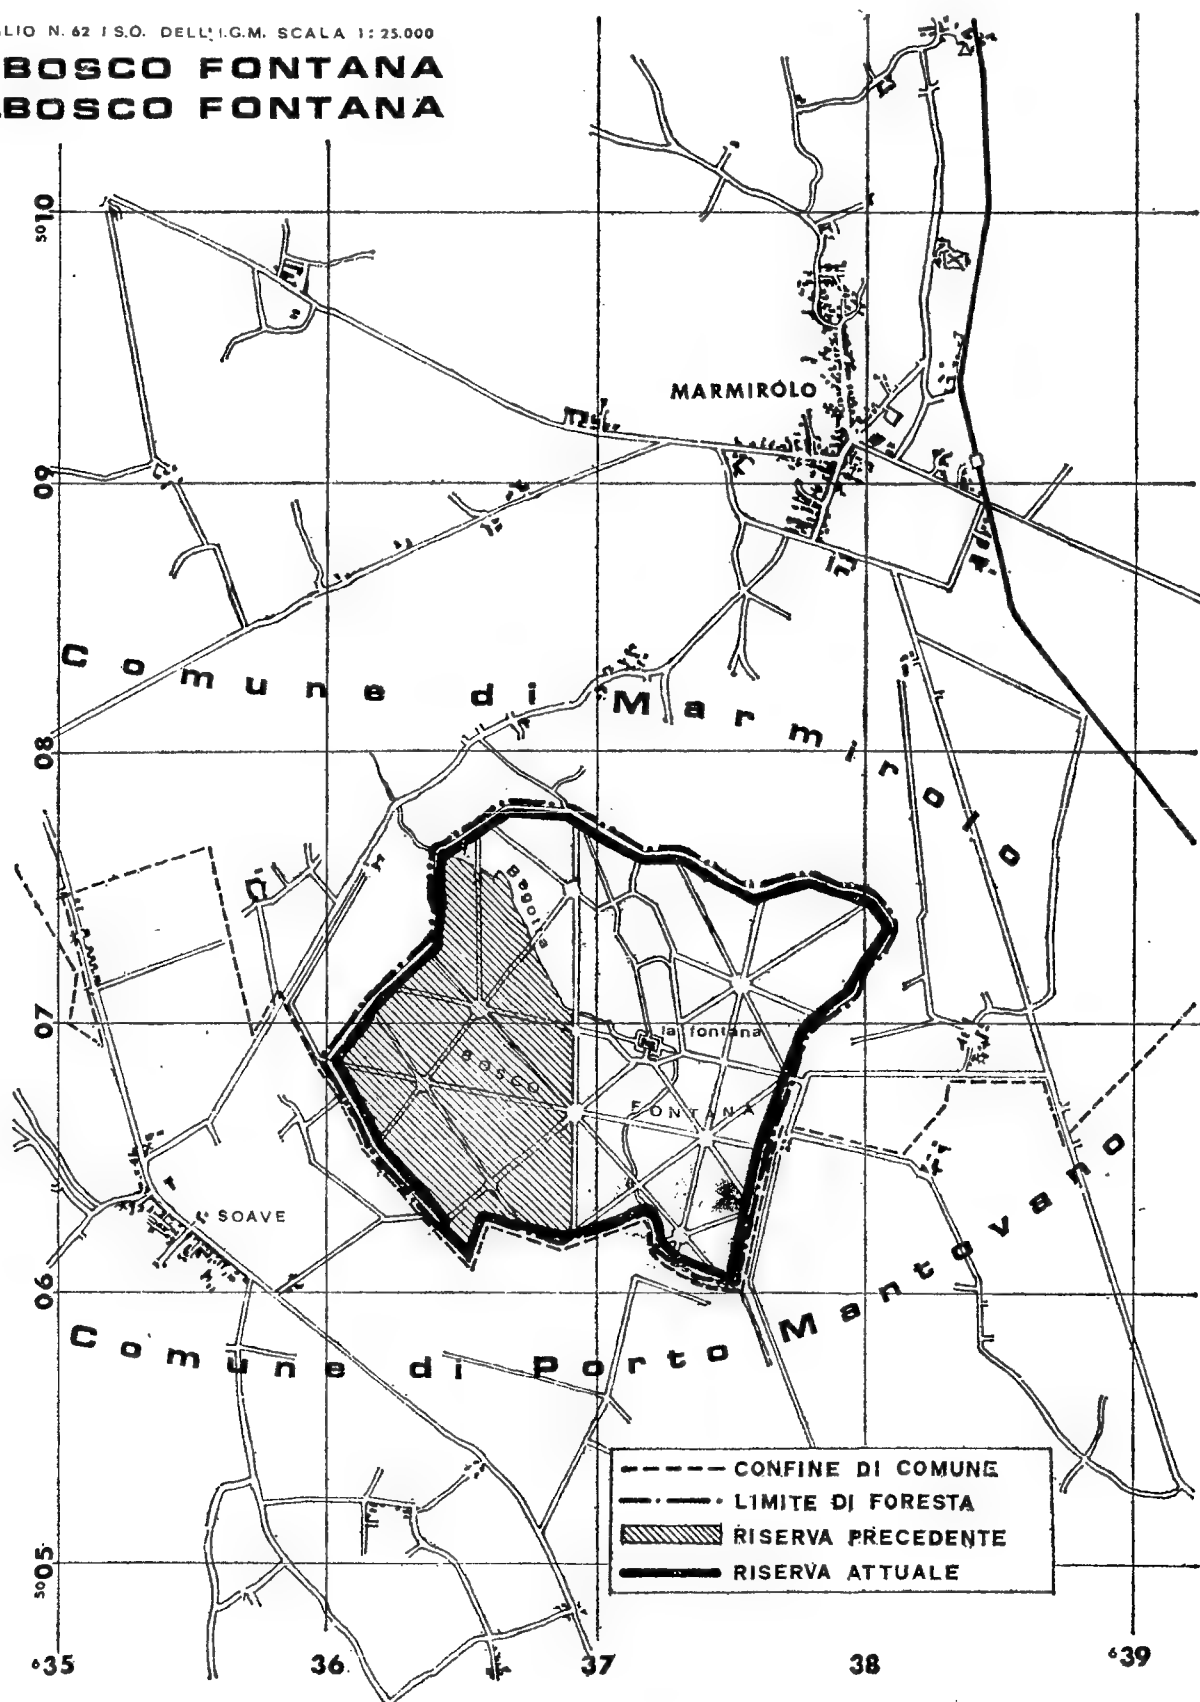 LIO N. 62 I S.O. DELL' I.G.M. SCALA 1:25.000
BOSCO FONTANA
BOSCO FONTANA
5010
MARMIROLO
09
Comune di Marmirolo
08
Begotta
07
la fontana
BOSCO
FONTANA
SOAVE
06
Comune di Porto Mantovano
CONFINE DI COMUNE
LIMITE DI FORESTA
RISERVA PRECEDENTE
RISERVA ATTUALE
5005
635 36 37 38 639